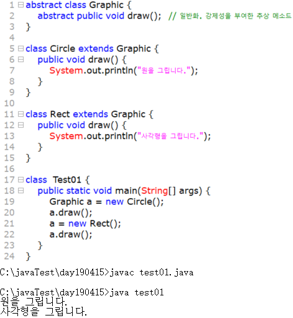 1 abstract class Graphic {
2 abstract public void draw(); // 일반화, 강제성을 부여한 추상 메소드
3 }
4
5 class Circle extends Graphic {
6 public void draw() {
7 System.out.println("원을 그립니다.");
8 }
9 }
10
11 class Rect extends Graphic {
12 public void draw() {
13 System.out.println("사각형을 그립니다.");
14 }
15 }
16
17 class Test01 {
18 public static void main(String[] args) {
19 Graphic a = new Circle();
20 a.draw();
21 a = new Rect();
22 a.draw();
23 }
24 }
C:\javaTest\day190415>javac test01.java
C:\javaTest\day190415>java test01
원을 그립니다.
사각형을 그립니다.